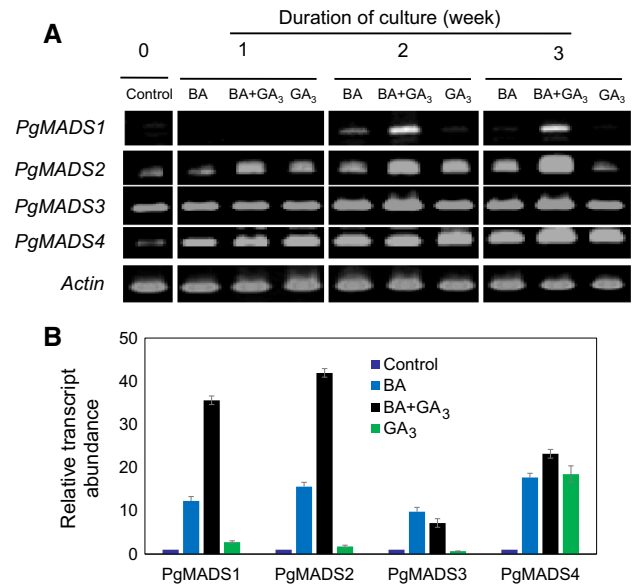 A
Duration of culture (week)
0 1 2 3
Control BA BA+GA₃ GA₃ BA BA+GA₃ GA₃ BA BA+GA₃ GA₃
PgMADS1
PgMADS2
PgMADS3
PgMADS4
Actin
B
Relative transcript
abundance
50
40
30
20
10
0
Control
BA
BA+GA₃
GA₃
PgMADS1 PgMADS2 PgMADS3 PgMADS4